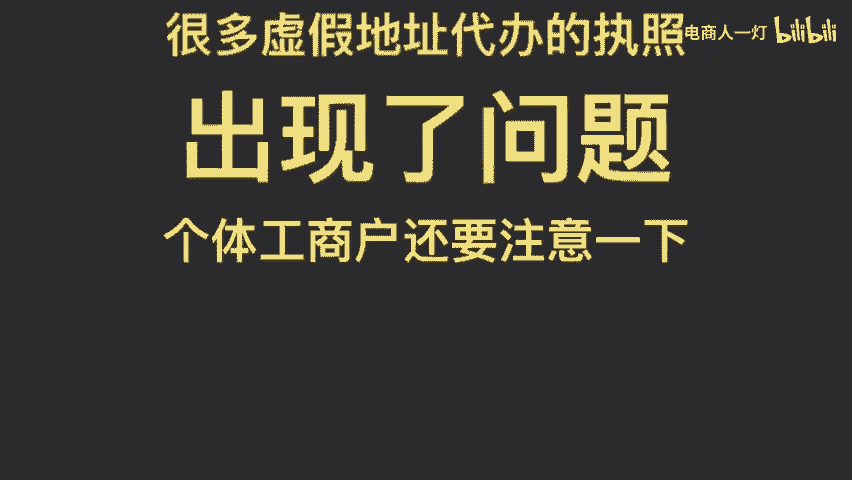 很多虚假地址代办的执照
电商人一灯 bilibili
出现了问题
个体工商户还要注意一下